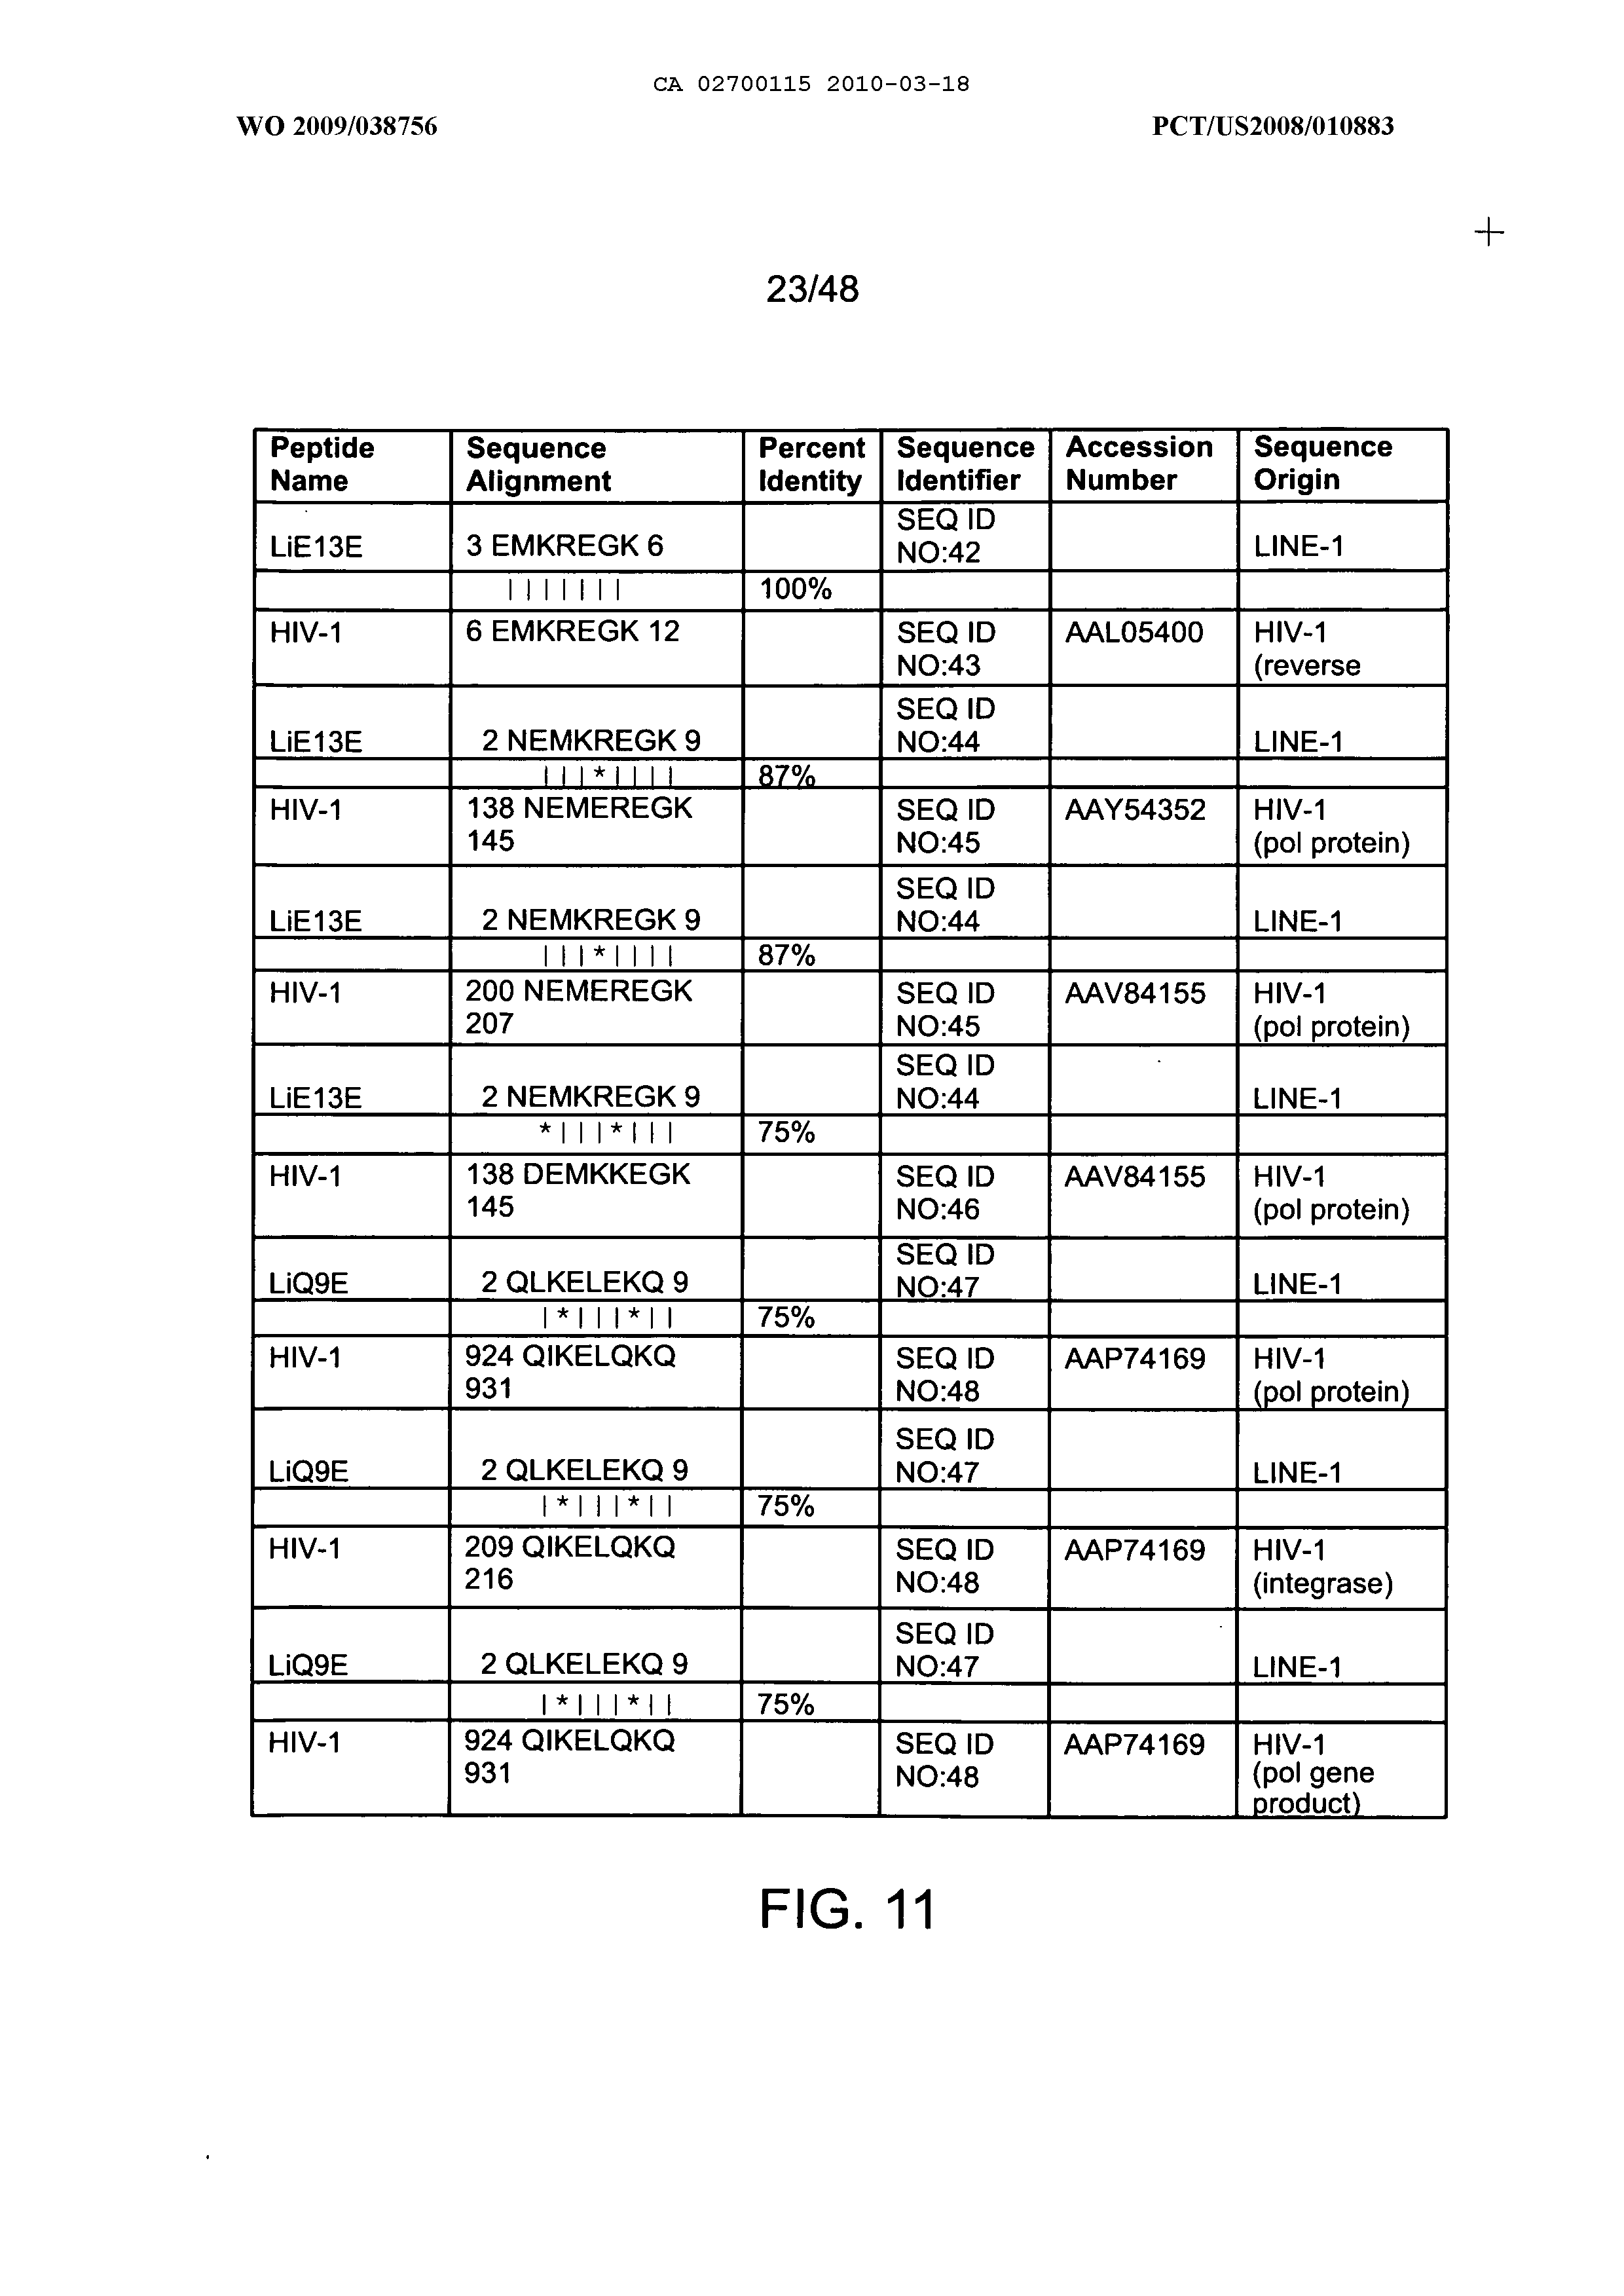 CA 02700115 2010-03-18
WO 2009/038756 PCT/US2008/010883
23/48
Peptide Name Sequence Alignment Percent Identity Sequence Identifier Accession Number Sequence Origin
LiE13E 3 EMKREGK 6 SEQ ID NO:42 LINE-1
| | | | | | | 100%
HIV-1 6 EMKREGK 12 SEQ ID NO:43 AAL05400 HIV-1 (reverse
LiE13E 2 NEMKREGK 9 SEQ ID NO:44 LINE-1
| | | * | | | | 87%
HIV-1 138 NEMEREGK 145 SEQ ID NO:45 AAY54352 HIV-1 (pol protein)
LiE13E 2 NEMKREGK 9 SEQ ID NO:44 LINE-1
| | | * | | | | 87%
HIV-1 200 NEMEREGK 207 SEQ ID NO:45 AAV84155 HIV-1 (pol protein)
LiE13E 2 NEMKREGK 9 SEQ ID NO:44 LINE-1
* | | | * | | | 75%
HIV-1 138 DEMKKEGK 145 SEQ ID NO:46 AAV84155 HIV-1 (pol protein)
LiQ9E 2 QLKELEKQ 9 SEQ ID NO:47 LINE-1
| * | | | * | | 75%
HIV-1 924 QIKELQKQ 931 SEQ ID NO:48 AAP74169 HIV-1 (pol protein)
LiQ9E 2 QLKELEKQ 9 SEQ ID NO:47 LINE-1
| * | | | * | | 75%
HIV-1 209 QIKELQKQ 216 SEQ ID NO:48 AAP74169 HIV-1 (integrase)
LiQ9E 2 QLKELEKQ 9 SEQ ID NO:47 LINE-1
| * | | | * | | 75%
HIV-1 924 QIKELQKQ 931 SEQ ID NO:48 AAP74169 HIV-1 (pol gene product)
FIG. 11